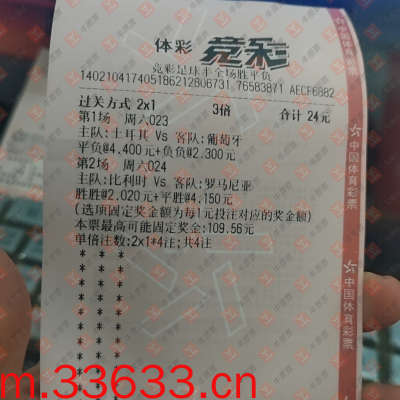 体彩 竞彩
竞彩足球半全场胜平负
140210417405186212806731 76583871 AECF6882
过关方式 2x1 3倍 合计 24元
第1场 周六023
主队:土耳其 Vs 客队:葡萄牙
平负@4.400元+负负@2.300元
第2场 周六024
主队:比利时 Vs 客队:罗马尼亚
胜胜@2.020元+平胜@4.150元
(选项固定奖金额为每1元投注对应的奖金额)
本票最高可能固定奖金:109.56元
单倍注数:2x1*4注;共4注
* * *
* * *
* * *
* * *
* * *
* * *
* * *
* * *
中国体育彩票
中国体育彩票
中国体育彩票
m.33633.cn